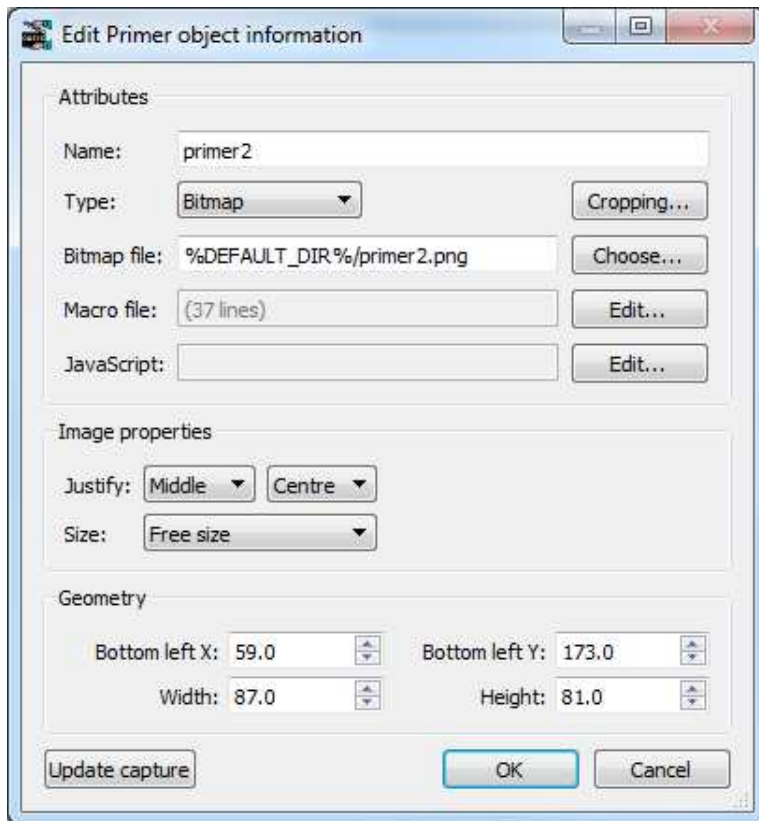 Edit Primer object information
Attributes
Name: primer2
Type: Bitmap Cropping...
Bitmap file: %DEFAULT_DIR%/primer2.png Choose...
Macro file: (37 lines) Edit...
JavaScript: Edit...
Image properties
Justify: Middle Centre
Size: Free size
Geometry
Bottom left X: 59.0 Bottom left Y: 173.0
Width: 87.0 Height: 81.0
Update capture OK Cancel